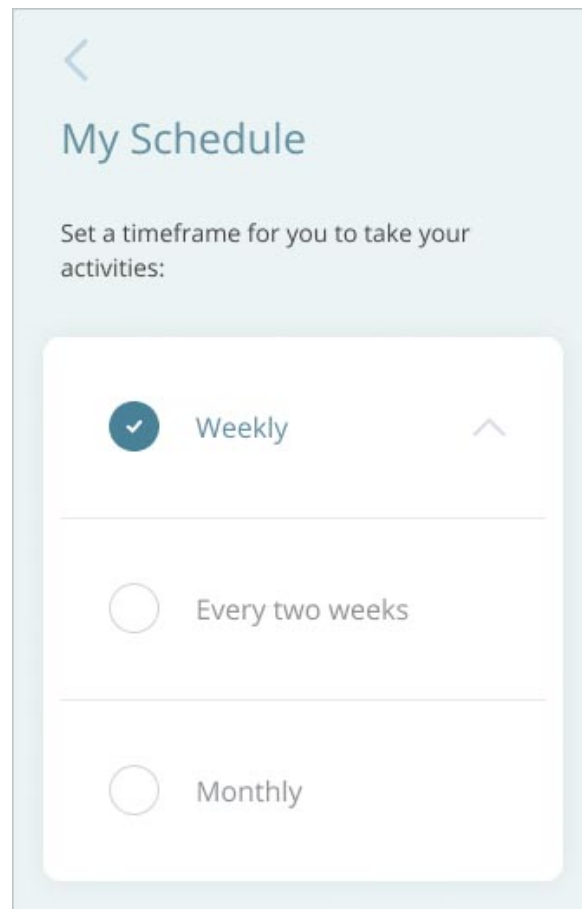 My Schedule
Set a timeframe for you to take your
activities:
Weekly
Every two weeks
Monthly